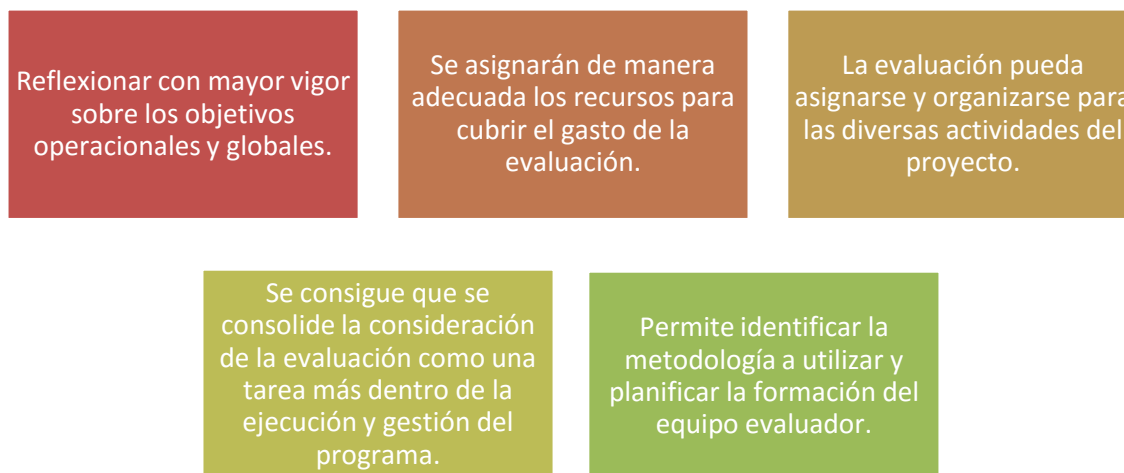 Reflexionar con mayor vigor
sobre los objetivos
operacionales y globales.
Se asignarán de manera
adecuada los recursos para
cubrir el gasto de la
evaluación.
La evaluación pueda
asignarse y organizarse para
las diversas actividades del
proyecto.
Se consigue que se
consolide la consideración
de la evaluación como una
tarea más dentro de la
ejecución y gestión del
programa.
Permite identificar la
metodología a utilizar y
planificar la formación del
equipo evaluador.